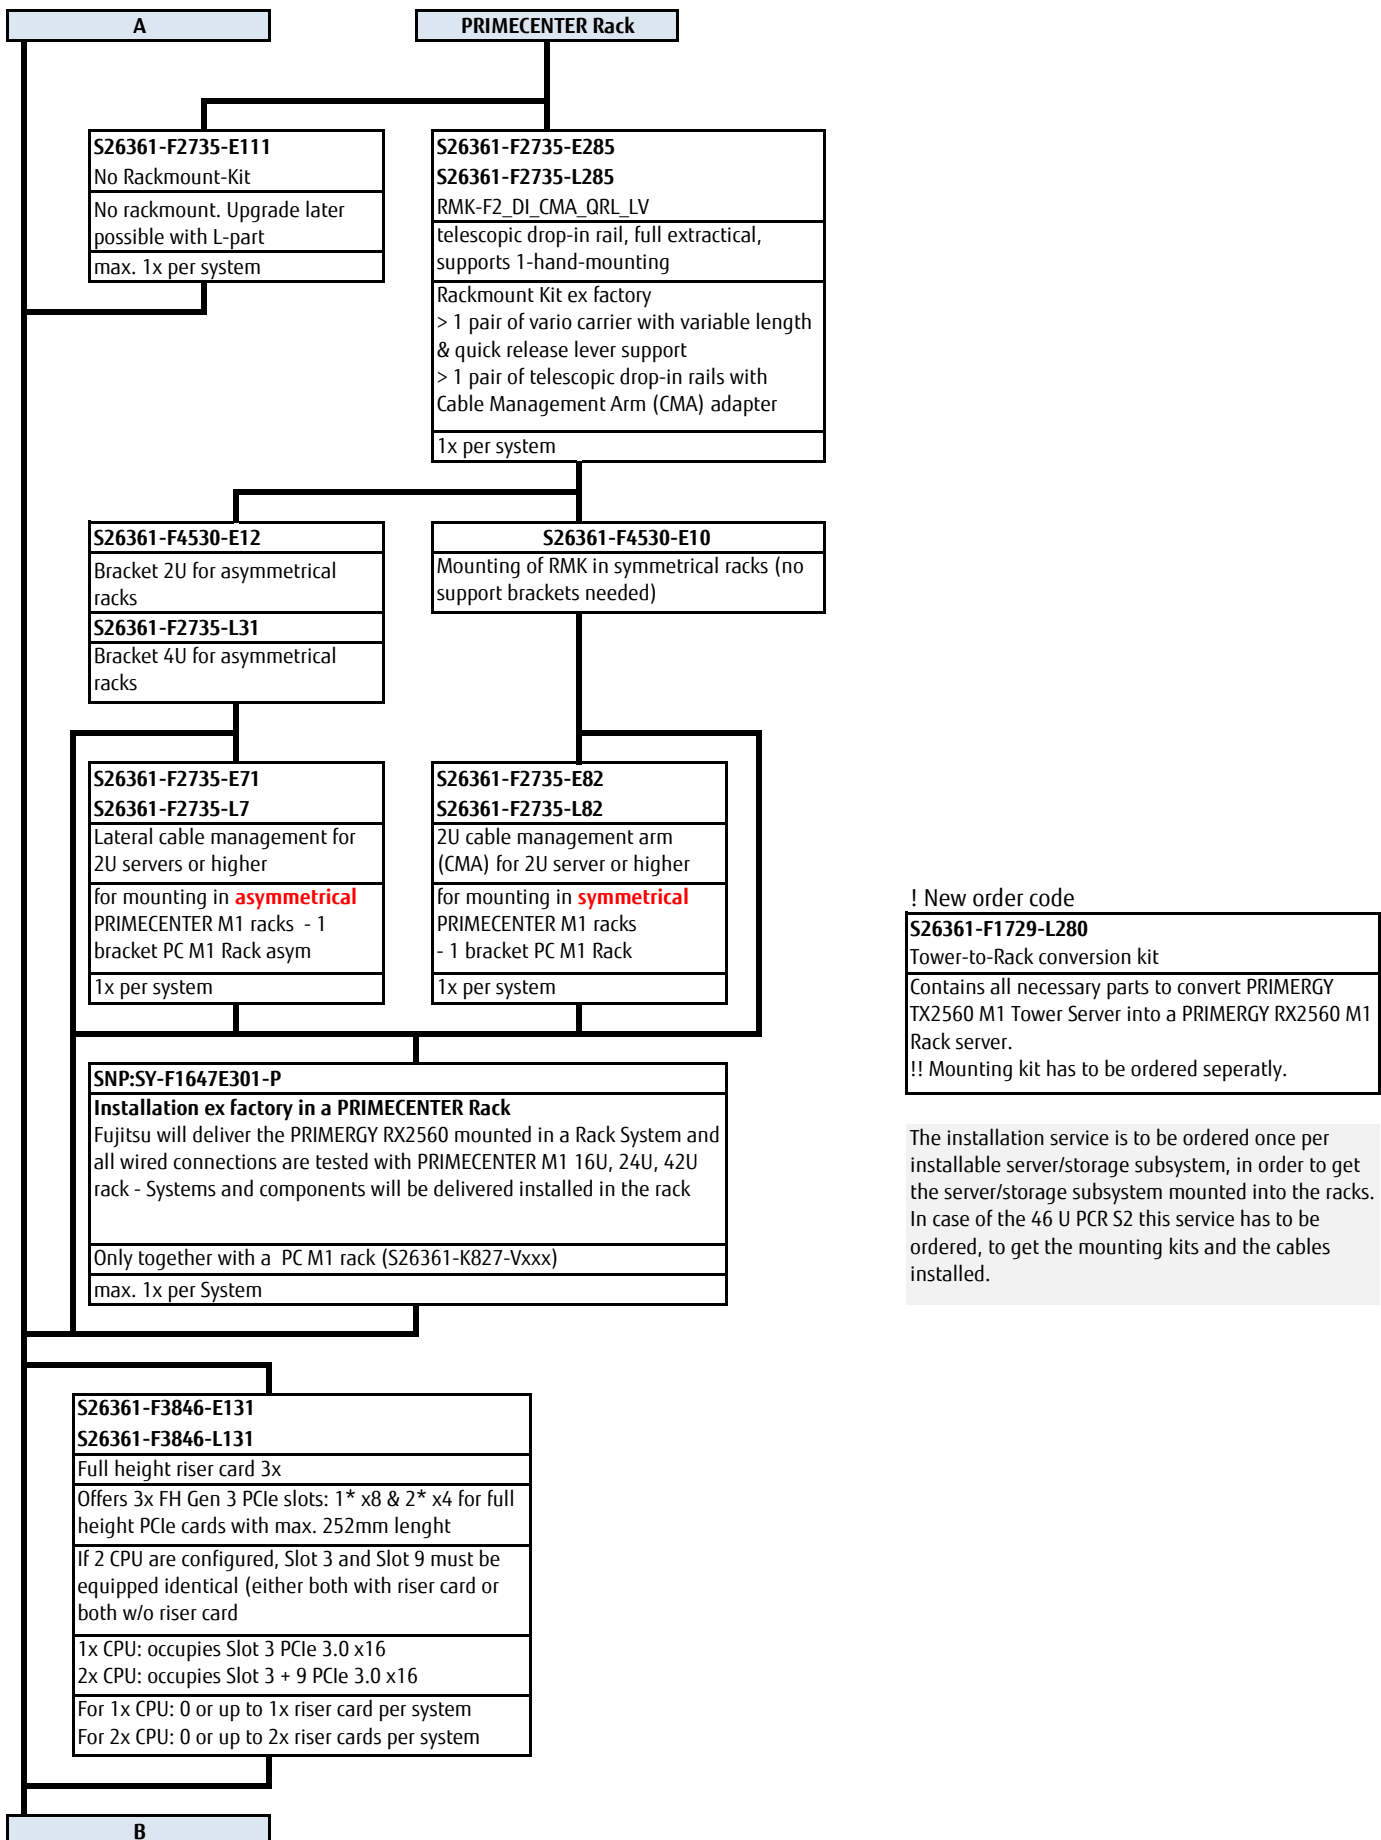 A
PRIMECENTER Rack
S26361-F2735-E111
No Rackmount-Kit
No rackmount. Upgrade later
possible with L-part
max. 1x per system
S26361-F2735-E285
S26361-F2735-L285
RMK-F2_DI_CMA_QRL_LV
telescopic drop-in rail, full extractical,
supports 1-hand-mounting
Rackmount Kit ex factory
> 1 pair of vario carrier with variable length
& quick release lever support
> 1 pair of telescopic drop-in rails with
Cable Management Arm (CMA) adapter
1x per system
S26361-F4530-E12
Bracket 2U for asymmetrical
racks
S26361-F2735-L31
Bracket 4U for asymmetrical
racks
S26361-F4530-E10
Mounting of RMK in symmetrical racks (no
support brackets needed)
S26361-F2735-E71
S26361-F2735-L7
Lateral cable management for
2U servers or higher
for mounting in asymmetrical
PRIMECENTER M1 racks  - 1
bracket PC M1 Rack asym
1x per system
S26361-F2735-E82
S26361-F2735-L82
2U cable management arm
(CMA) for 2U server or higher
for mounting in symmetrical
PRIMECENTER M1 racks
- 1 bracket PC M1 Rack
1x per system
! New order code
S26361-F1729-L280
Tower-to-Rack conversion kit
Contains all necessary parts to convert PRIMERGY
TX2560 M1 Tower Server into a PRIMERGY RX2560 M1
Rack server.
!! Mounting kit has to be ordered seperatly.
SNP:SY-F1647E301-P
Installation ex factory in a PRIMECENTER Rack
Fujitsu will deliver the PRIMERGY RX2560 mounted in a Rack System and
all wired connections are tested with PRIMECENTER M1 16U, 24U, 42U
rack - Systems and components will be delivered installed in the rack
Only together with a  PC M1 rack (S26361-K827-Vxxx)
max. 1x per System
The installation service is to be ordered once per
installable server/storage subsystem, in order to get
the server/storage subsystem mounted into the racks.
In case of the 46 U PCR S2 this service has to be
ordered, to get the mounting kits and the cables
installed.
S26361-F3846-E131
S26361-F3846-L131
Full height riser card 3x
Offers 3x FH Gen 3 PCIe slots: 1* x8 & 2* x4 for full
height PCIe cards with max. 252mm lenght
If 2 CPU are configured, Slot 3 and Slot 9 must be
equipped identical (either both with riser card or
both w/o riser card
1x CPU: occupies Slot 3 PCIe 3.0 x16
2x CPU: occupies Slot 3 + 9 PCIe 3.0 x16
For 1x CPU: 0 or up to 1x riser card per system
For 2x CPU: 0 or up to 2x riser cards per system
B